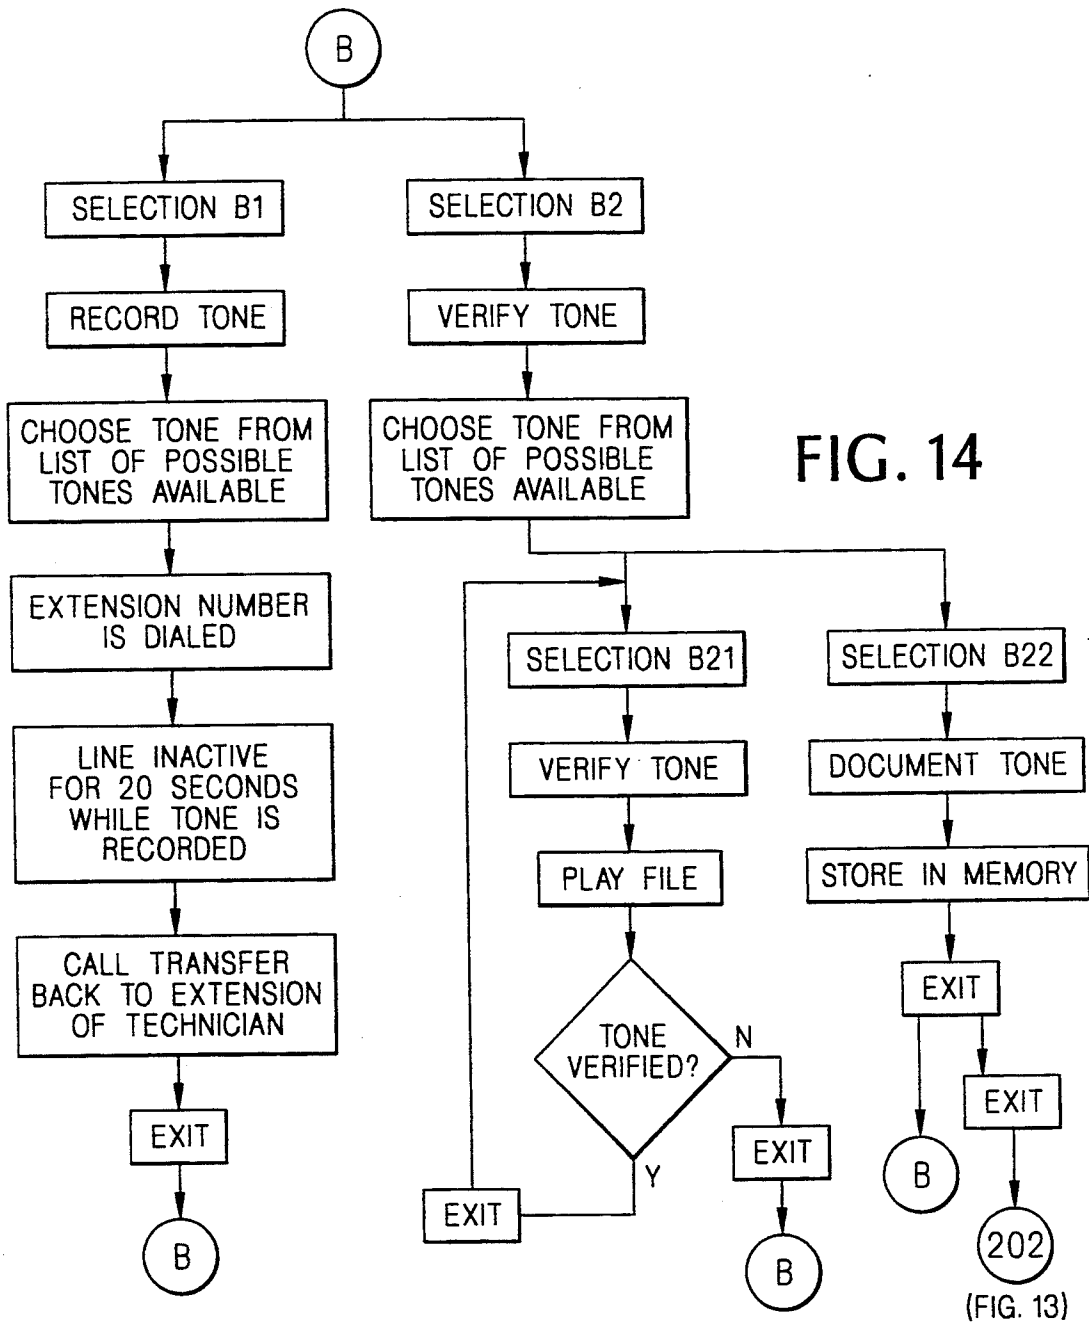 B
SELECTION B1
RECORD TONE
CHOOSE TONE FROM
LIST OF POSSIBLE
TONES AVAILABLE
EXTENSION NUMBER
IS DIALED
LINE INACTIVE
FOR 20 SECONDS
WHILE TONE IS
RECORDED
CALL TRANSFER
BACK TO EXTENSION
OF TECHNICIAN
EXIT
B
SELECTION B2
VERIFY TONE
CHOOSE TONE FROM
LIST OF POSSIBLE
TONES AVAILABLE
FIG. 14
SELECTION B21
VERIFY TONE
PLAY FILE
TONE
VERIFIED?
N
Y
EXIT
EXIT
B
SELECTION B22
DOCUMENT TONE
STORE IN MEMORY
EXIT
B
EXIT
202
(FIG. 13)